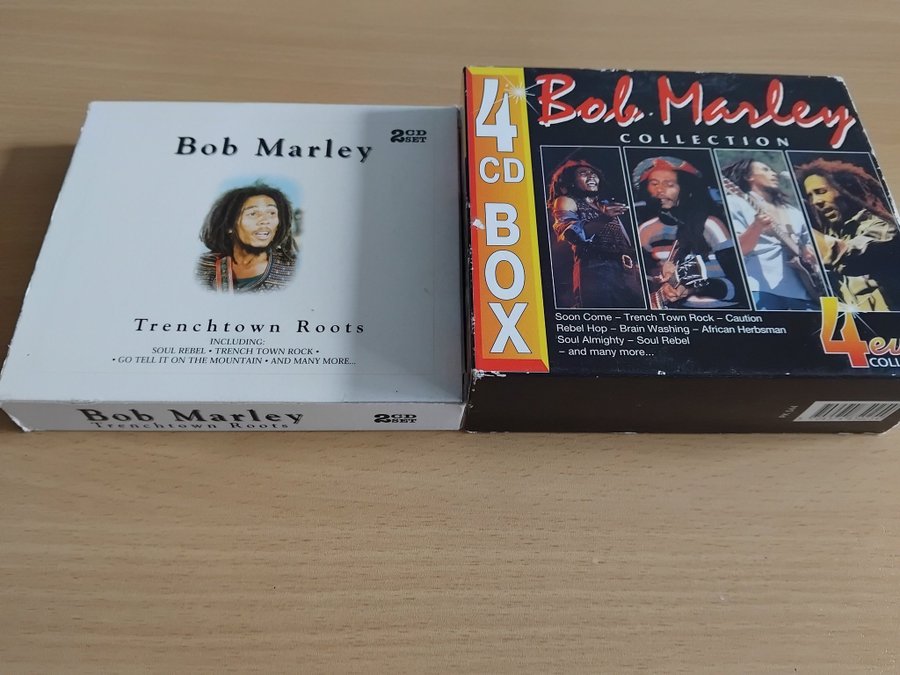 Bob Marley
2CD
SET
Trenchtown Roots
INCLUDING:
SOUL REBEL • TRENCH TOWN ROCK •
• GO TELL IT ON THE MOUNTAIN • AND MANY MORE...
Bob Marley
Trenchtown Roots
2CD
SET
4
CD
BOX
Bob Marley
COLLECTION
Soon Come – Trench Town Rock – Caution
Rebel Hop – Brain Washing – African Herbsman
Soul Almighty – Soul Rebel
– and many more...
4ev
COLL